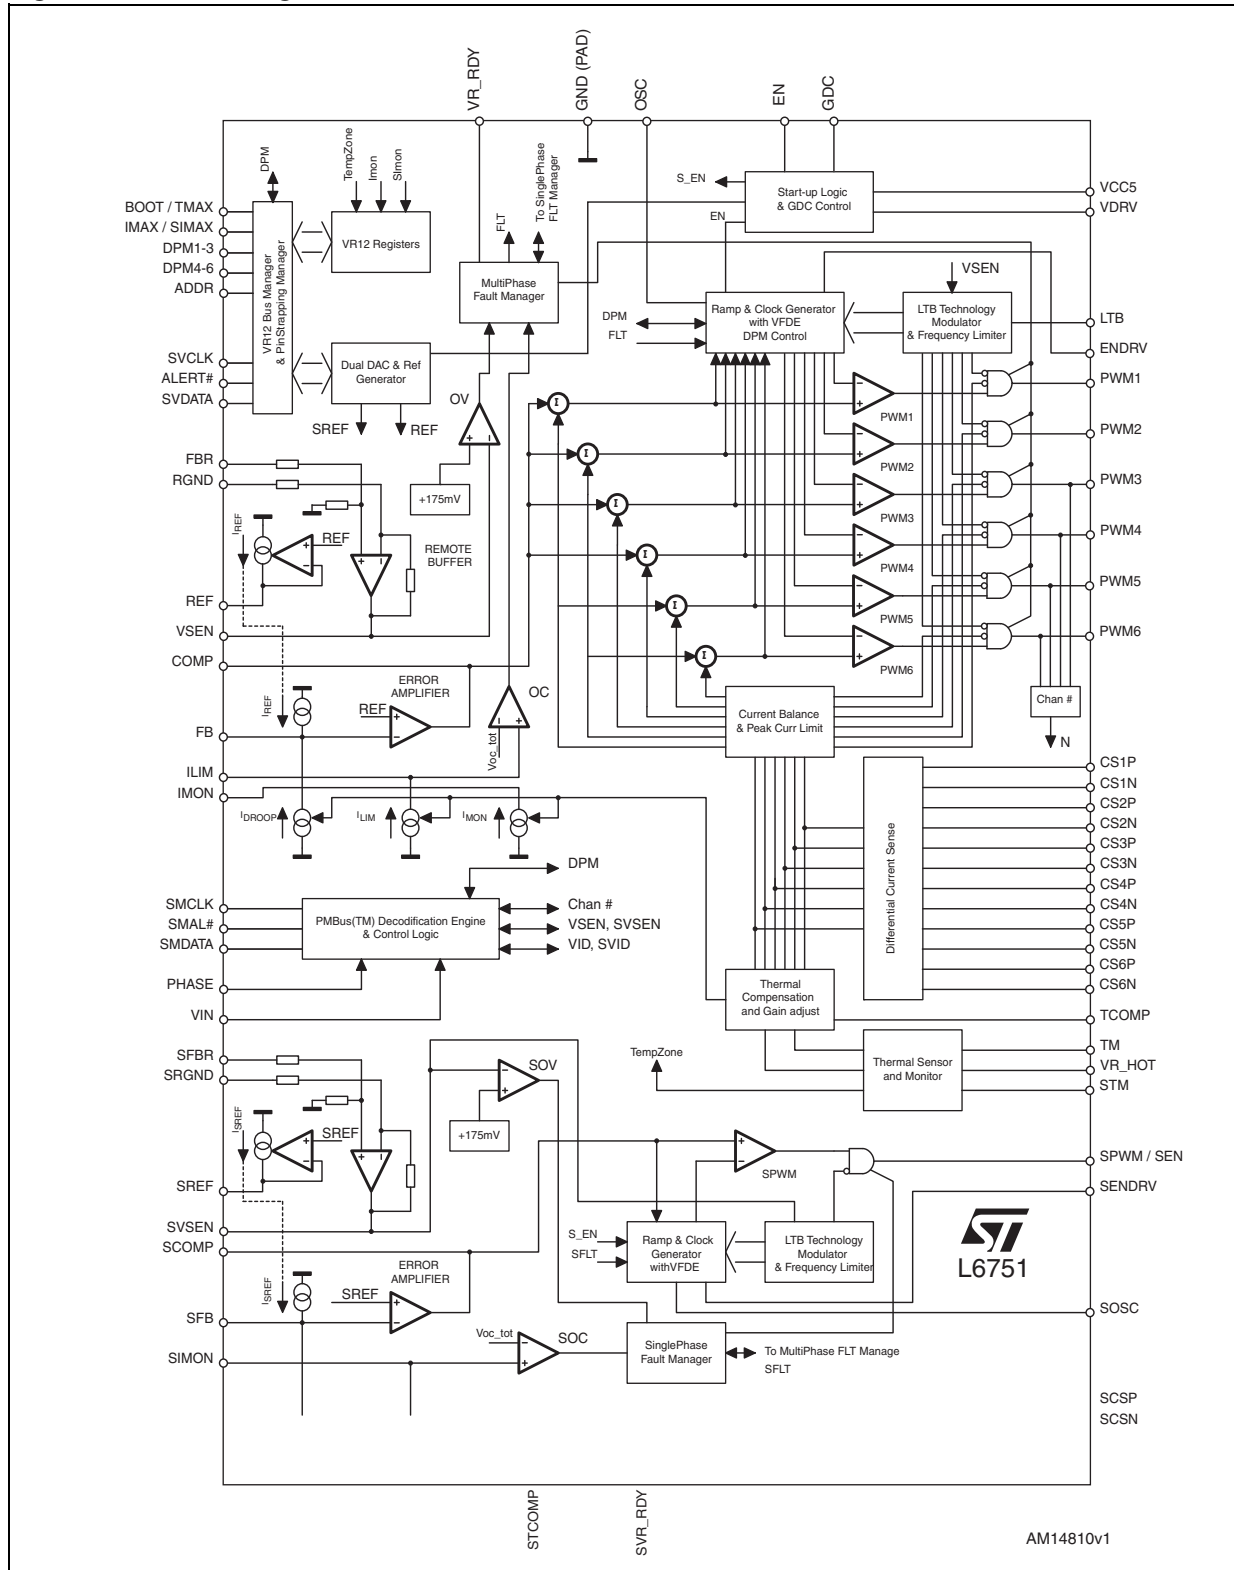 VR_RDY
GND (PAD)
OSC
EN
GDC
DPM
TempZone
Imon
SImon
To SinglePhase
FLT Manager
FLT
S_EN
Start-up Logic
& GDC Control
EN
VCC5
VDRV
BOOT / TMAX
IMAX / SIMAX
DPM1-3
DPM4-6
ADDR
SVCLK
ALERT#
SVDATA
VR12 Bus Manager
& PinStrapping Manager
VR12 Registers
MultiPhase
Fault Manager
Dual DAC & Ref
Generator
SREF
REF
OV
+175mV
VSEN
DPM
FLT
Ramp & Clock Generator
with VFDE
DPM Control
LTB Technology
Modulator
& Frequency Limiter
LTB
ENDRV
PWM1
PWM2
PWM3
PWM4
PWM5
PWM6
I
I
I
I
I
I
PWM1
PWM2
PWM3
PWM4
PWM5
PWM6
Chan #
N
FBR
RGND
IREF
REF
REMOTE
BUFFER
REF
VSEN
COMP
ERROR
AMPLIFIER
IREF
REF
FB
OC
Voc_tot
Current Balance
& Peak Curr Limit
ILIM
IMON
IDROOP
ILIM
IMON
Differential Current Sense
CS1P
CS1N
CS2P
CS2N
CS3P
CS3N
CS4P
CS4N
CS5P
CS5N
CS6P
CS6N
DPM
SMCLK
SMAL#
SMDATA
PMBus(TM) Decodification Engine
& Control Logic
Chan #
VSEN, SVSEN
VID, SVID
PHASE
VIN
Thermal
Compensation
and Gain adjust
TCOMP
TempZone
Thermal Sensor
and Monitor
TM
VR_HOT
STM
SFBR
SRGND
SOV
+175mV
ISREF
SREF
SREF
SVSEN
SCOMP
SPWM
SPWM / SEN
SENDRV
S_EN
SFLT
Ramp & Clock
Generator
withVFDE
LTB Technology
Modulator
& Frequency Limiter
L6751
ERROR
AMPLIFIER
ISREF
SREF
SFB
SOSC
SIMON
Voc_tot
SOC
SinglePhase
Fault Manager
To MultiPhase FLT Manage
SFLT
SCSP
SCSN
STCOMP
SVR_RDY
AM14810v1